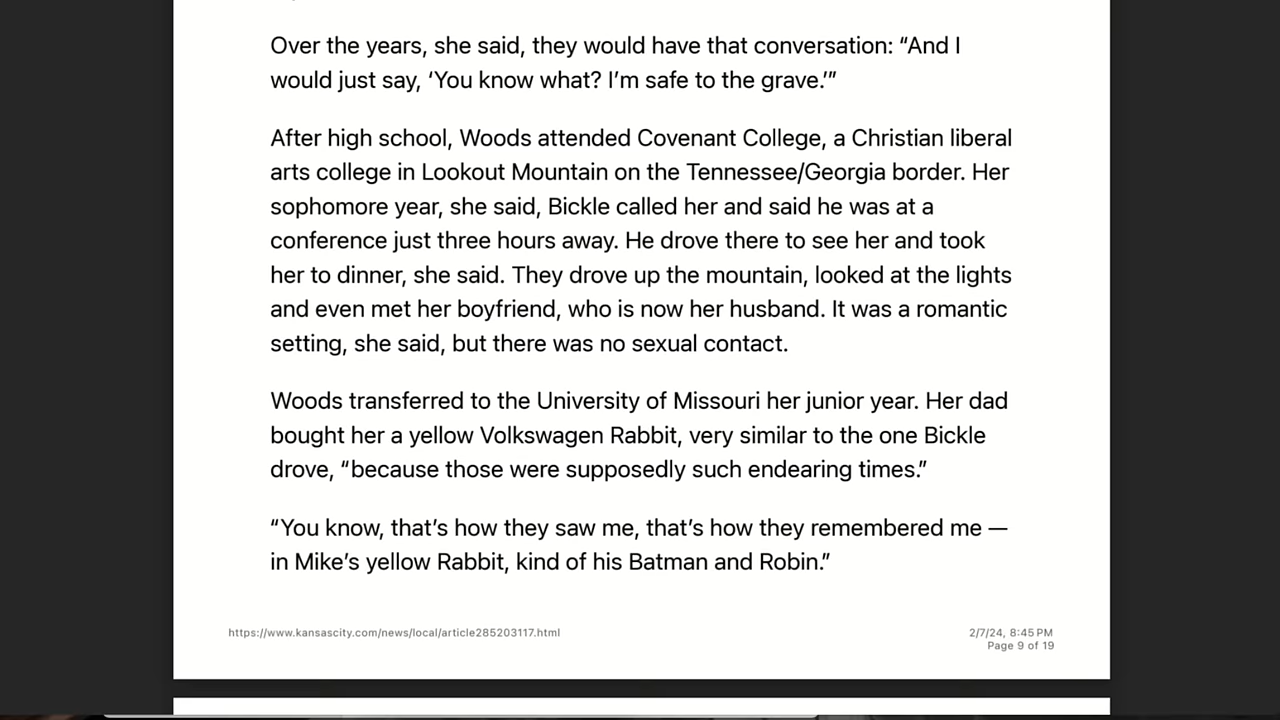 Over the years, she said, they would have that conversation: “And I
would just say, ‘You know what? I’m safe to the grave.’”
After high school, Woods attended Covenant College, a Christian liberal
arts college in Lookout Mountain on the Tennessee/Georgia border. Her
sophomore year, she said, Bickle called her and said he was at a
conference just three hours away. He drove there to see her and took
her to dinner, she said. They drove up the mountain, looked at the lights
and even met her boyfriend, who is now her husband. It was a romantic
setting, she said, but there was no sexual contact.
Woods transferred to the University of Missouri her junior year. Her dad
bought her a yellow Volkswagen Rabbit, very similar to the one Bickle
drove, “because those were supposedly such endearing times.”
“You know, that’s how they saw me, that’s how they remembered me —
in Mike’s yellow Rabbit, kind of his Batman and Robin.”
https://www.kansascity.com/news/local/article285203117.html
2/7/24, 8:45 PM
Page 9 of 19